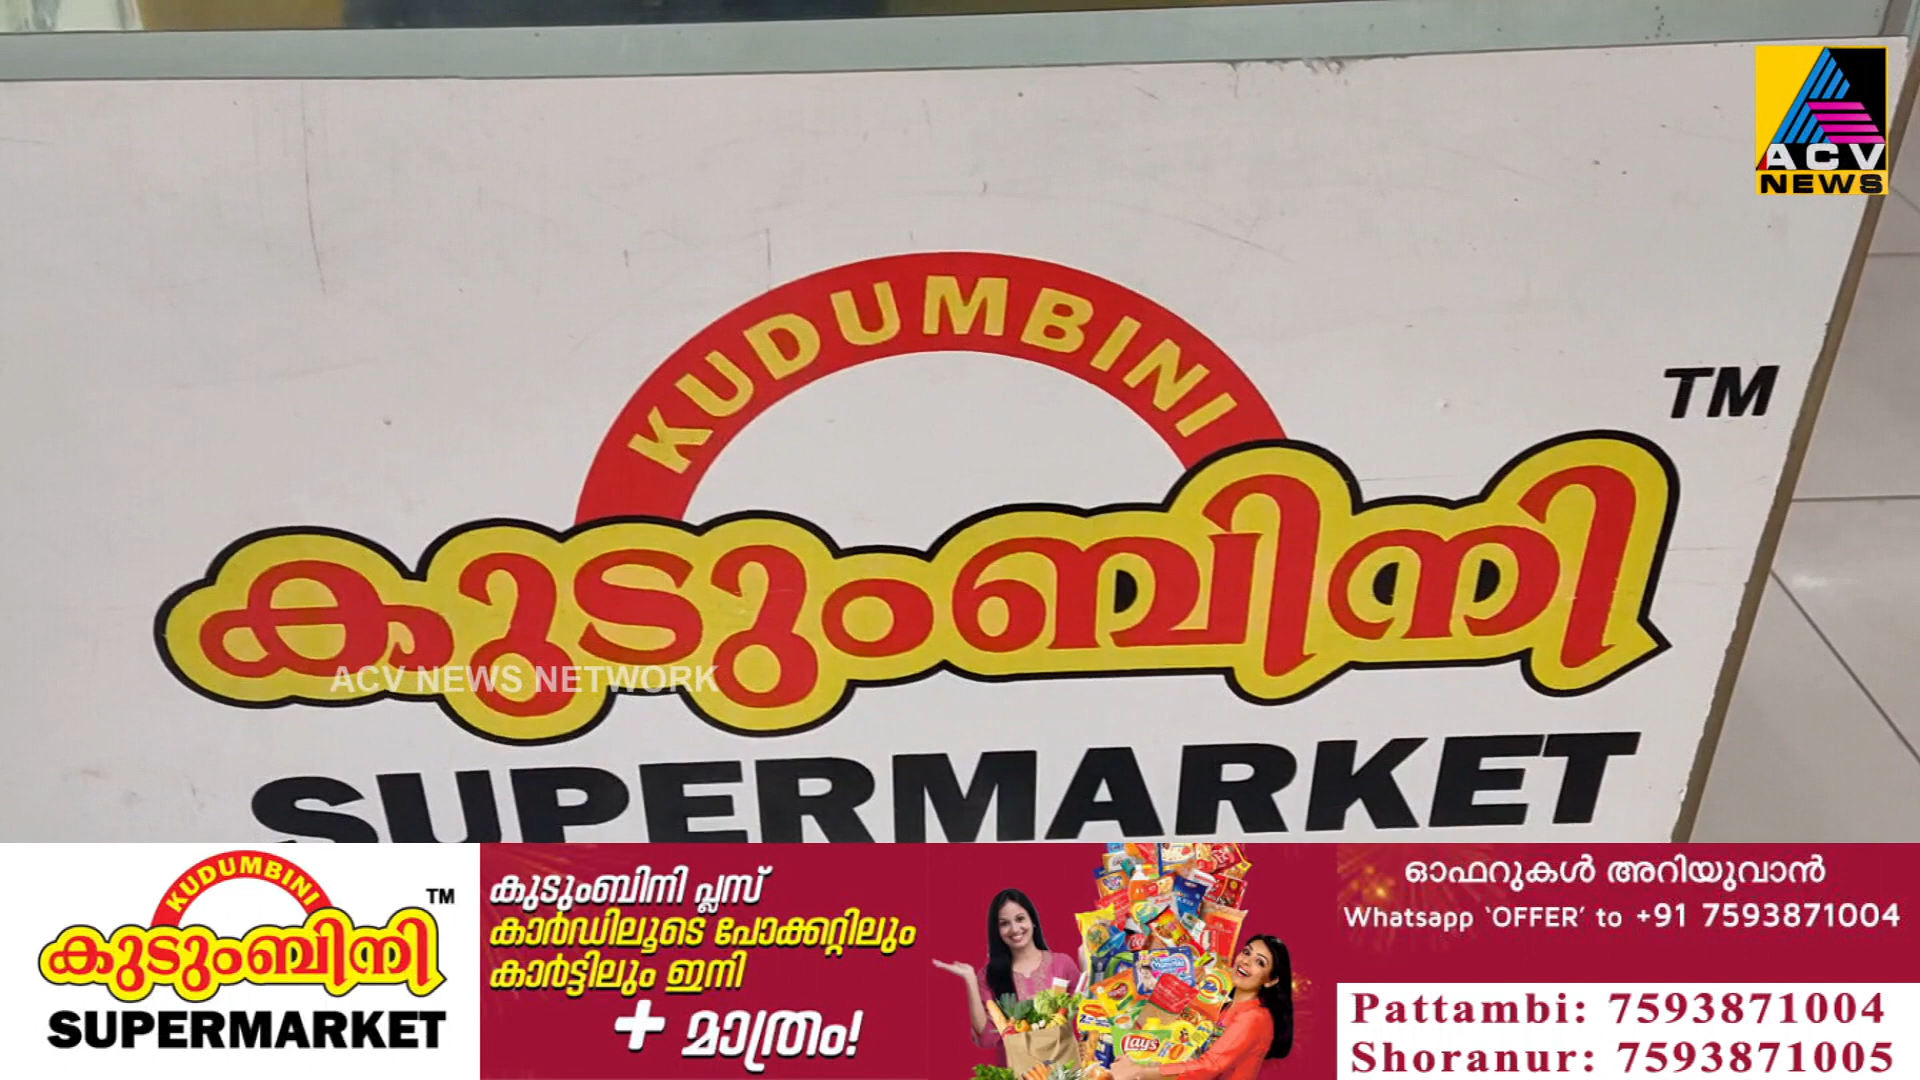 ACV
NEWS
KUDUMBINI
TM
കുടുംബിനി
ACV NEWS NETWORK
SUPERMARKET
KUDUMBINI
TM
കുടുംബിനി
SUPERMARKET
കുടുംബിനി പ്ലസ്
കാർഡിലൂടെ പോക്കറ്റിലും
കാർട്ടിലും ഇനി
+ മാത്രം!
Lays
ഓഫറുകൾ അറിയുവാൻ
Whatsapp ‘OFFER’ to +91 7593871004
Pattambi: 7593871004
Shoranur: 7593871005